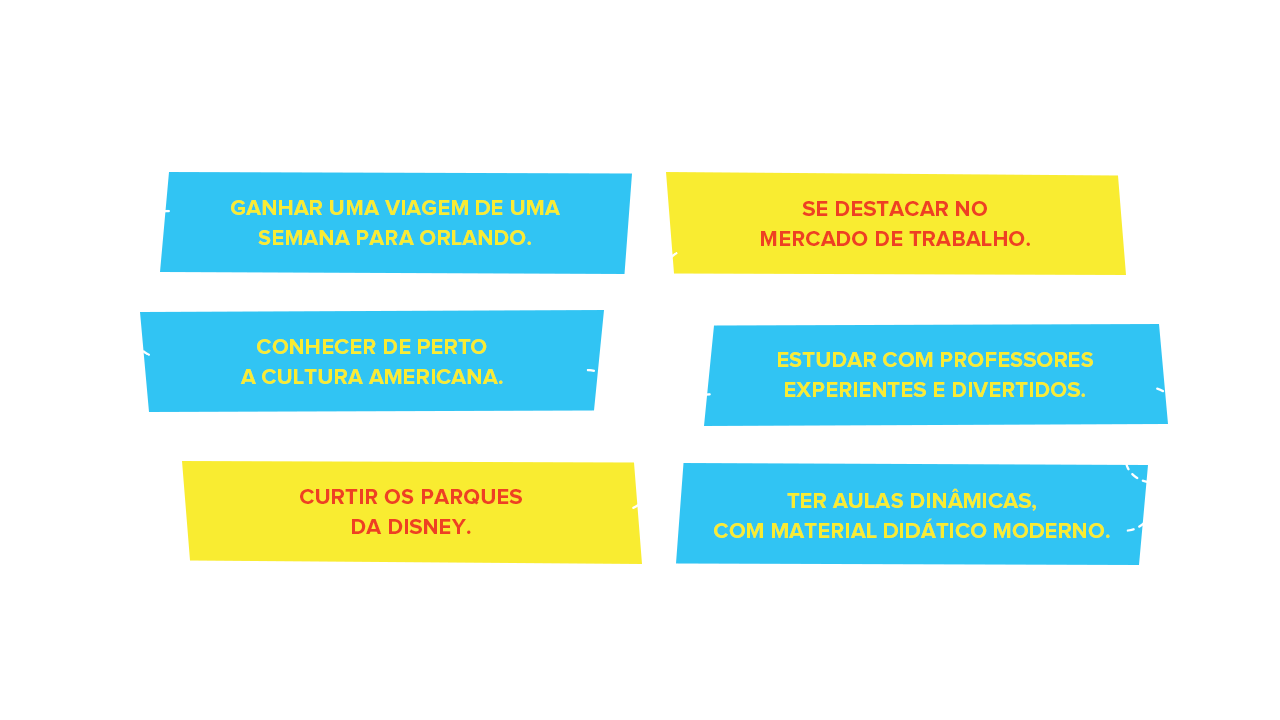 GANHAR UMA VIAGEM DE UMA
SEMANA PARA ORLANDO.
SE DESTACAR NO
MERCADO DE TRABALHO.
CONHECER DE PERTO
A CULTURA AMERICANA.
ESTUDAR COM PROFESSORES
EXPERIENTES E DIVERTIDOS.
CURTIR OS PARQUES
DA DISNEY.
TER AULAS DINÂMICAS,
COM MATERIAL DIDÁTICO MODERNO.